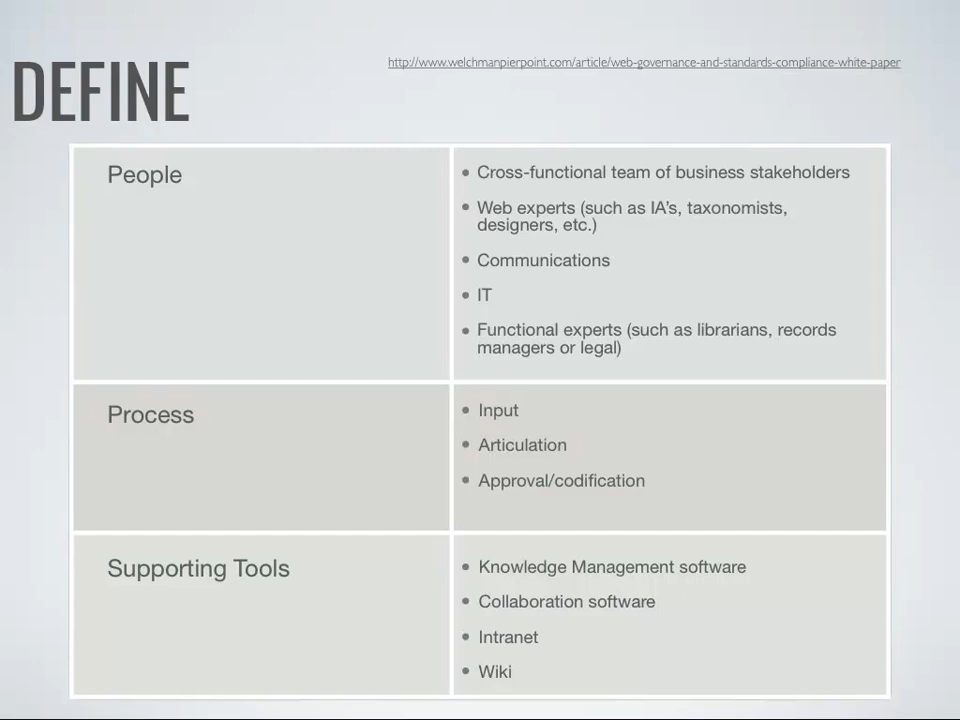 http://www.welchmanpierpoint.com/article/web-governance-and-standards-compliance-white-paper
DEFINE
People
• Cross-functional team of business stakeholders
• Web experts (such as IA's, taxonomists,
designers, etc.)
• Communications
• IT
• Functional experts (such as librarians, records
managers or legal)
Process
• Input
• Articulation
• Approval/codification
Supporting Tools
• Knowledge Management software
• Collaboration software
• Intranet
• Wiki